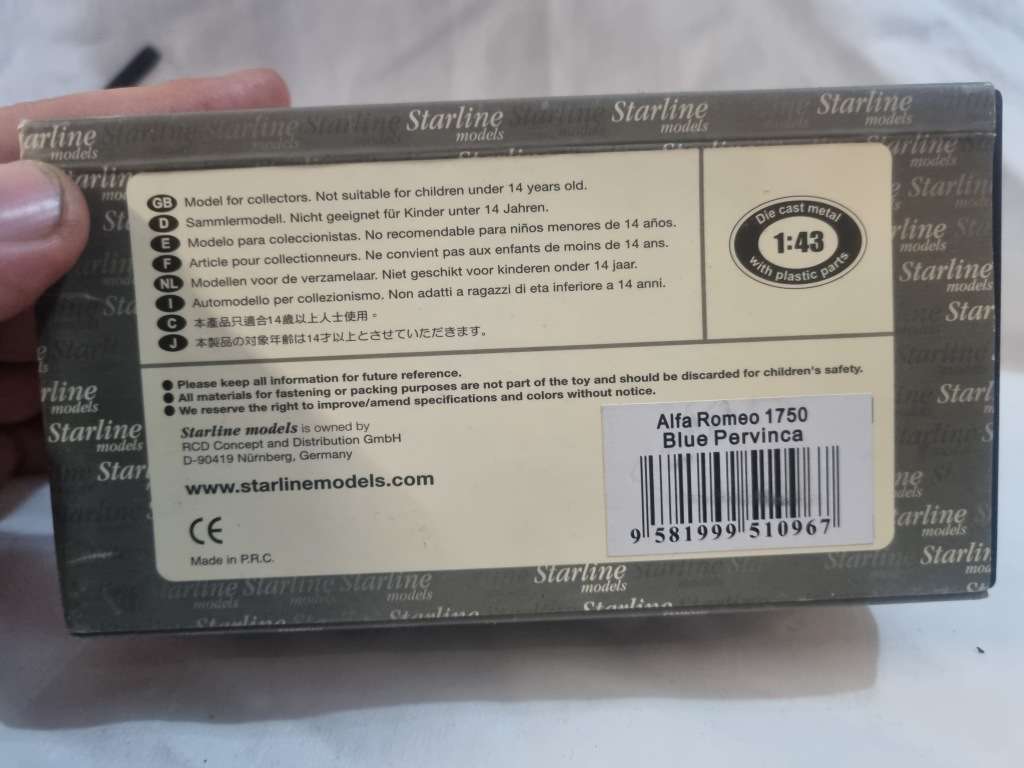 Starline
models
Starline
models
Starline
models
GB Model for collectors. Not suitable for children under 14 years old.
D Sammlermodell. Nicht geeignet für Kinder unter 14 Jahren.
E Modelo para coleccionistas. No recomendable para niños menores de 14 años.
F Article pour collectionneurs. Ne convient pas aux enfants de moins de 14 ans.
NL Modellen voor de verzamelaar. Niet geschikt voor kinderen onder 14 jaar.
I Automodello per collezionismo. Non adatti a ragazzi di eta inferiore a 14 anni.
C 本產品只適合14歲以上人士使用。
J 本製品の対象年齢は14才以上とさせていただきます。
Die cast metal
1:43
with plastic parts
● Please keep all information for future reference.
● All materials for fastening or packing purposes are not part of the toy and should be discarded for children's safety.
● We reserve the right to improve/amend specifications and colors without notice.
Starline models is owned by
RCD Concept and Distribution GmbH
D-90419 Nürnberg, Germany
www.starlinemodels.com
CE
Made in P.R.C.
Alfa Romeo 1750
Blue Pervinca
9 581999 510967
Starline
models
Starline
models
Starline
models